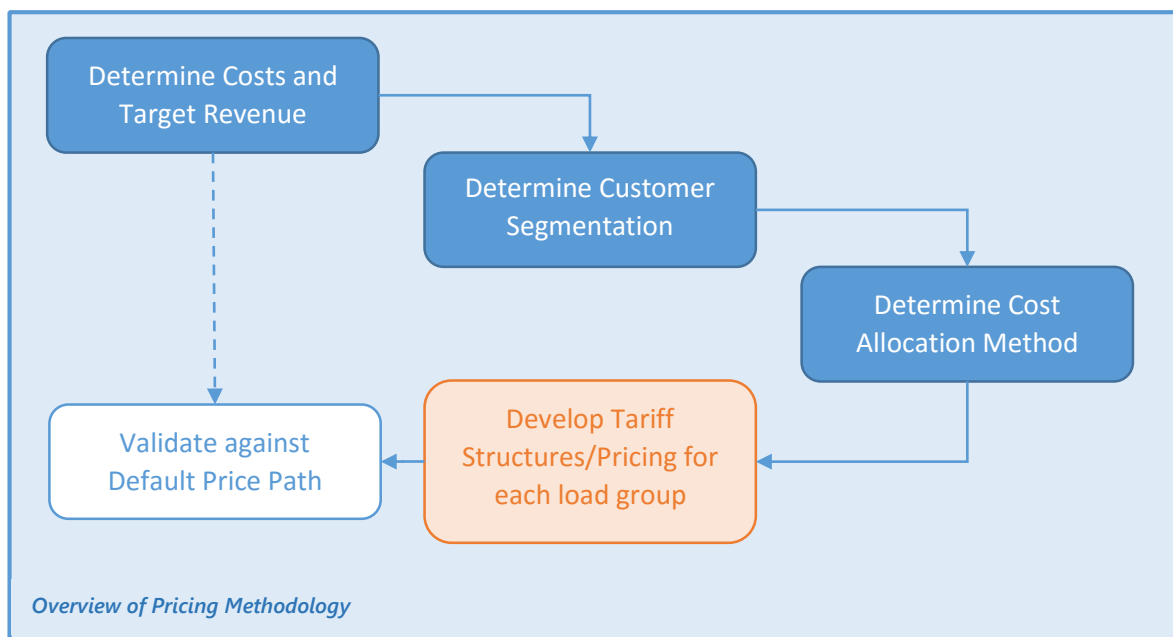 Determine Costs and
Target Revenue
Determine Customer
Segmentation
Determine Cost
Allocation Method
Develop Tariff
Structures/Pricing for
each load group
Validate against
Default Price Path
Overview of Pricing Methodology